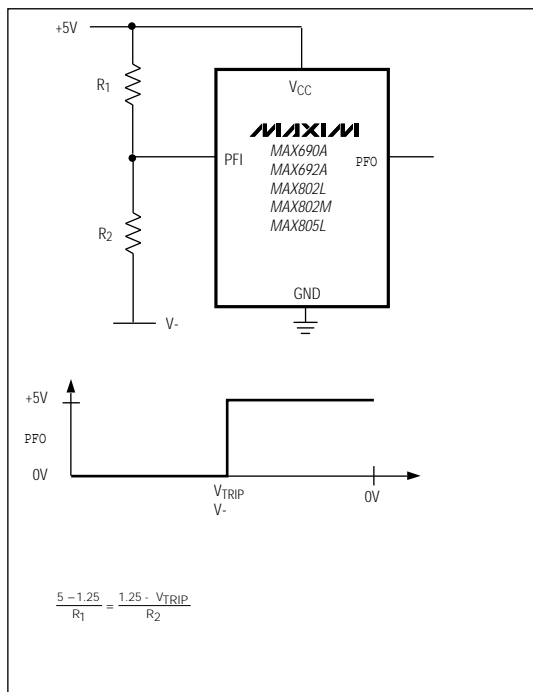 +5V
R1
VCC
MAXIM
MAX690A
PFI
PFO
MAX692A
MAX802L
MAX802M
MAX805L
R2
GND
V-
+5V
PFO
0V
VTRIP
V-
0V
5 – 1.25 / R1 = 1.25 - VTRIP / R2